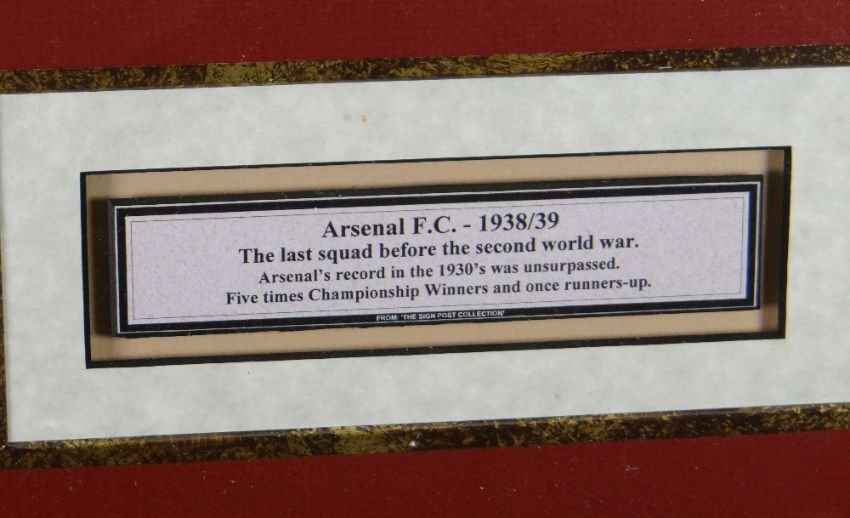 Arsenal F.C. - 1938/39
The last squad before the second world war.
Arsenal's record in the 1930's was unsurpassed.
Five times Championship Winners and once runners-up.
FROM 'THE SIGN POST COLLECTION'